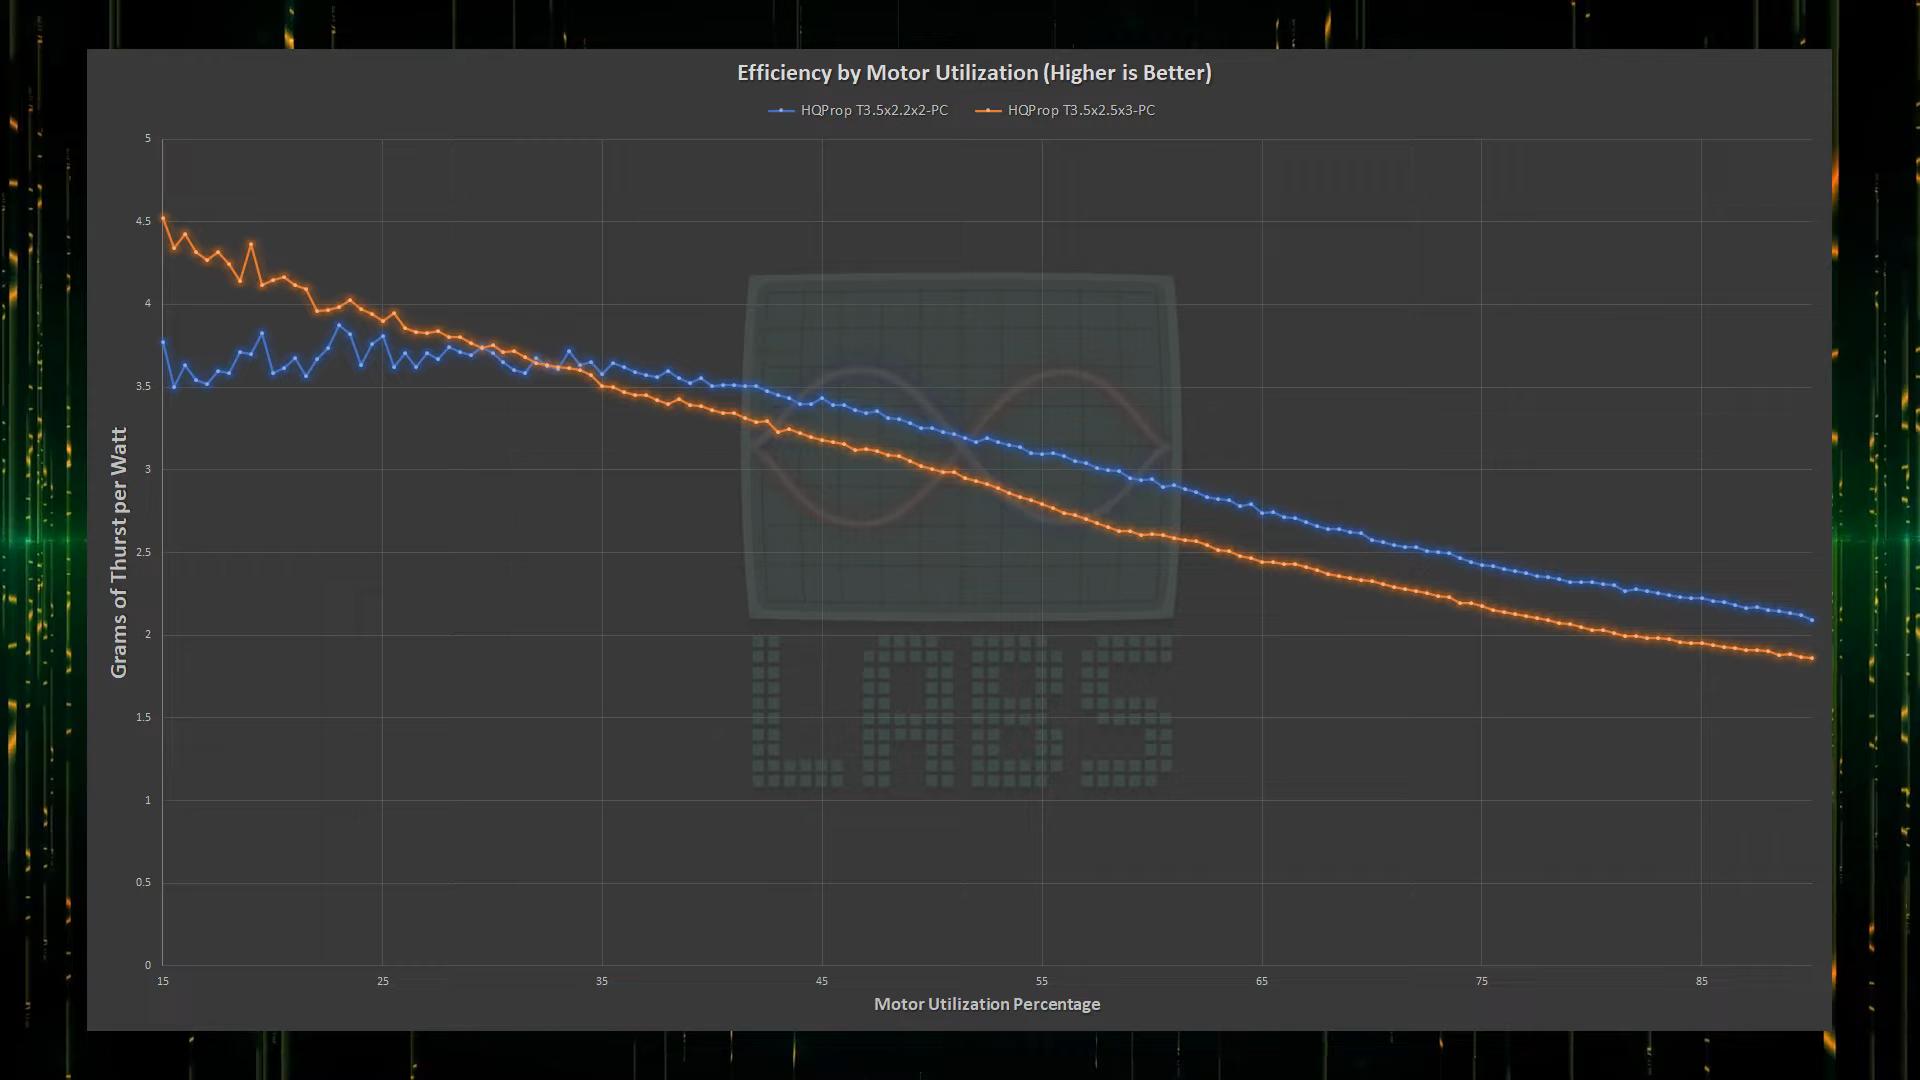 Efficiency by Motor Utilization (Higher is Better)
HQProp T3.5x2.2x2-PC HQProp T3.5x2.5x3-PC
5
4.5
4
3.5
3
2.5
2
1.5
1
0.5
0
Grams of Thurst per Watt
15 25 35 45 55 65 75 85
Motor Utilization Percentage
LABS